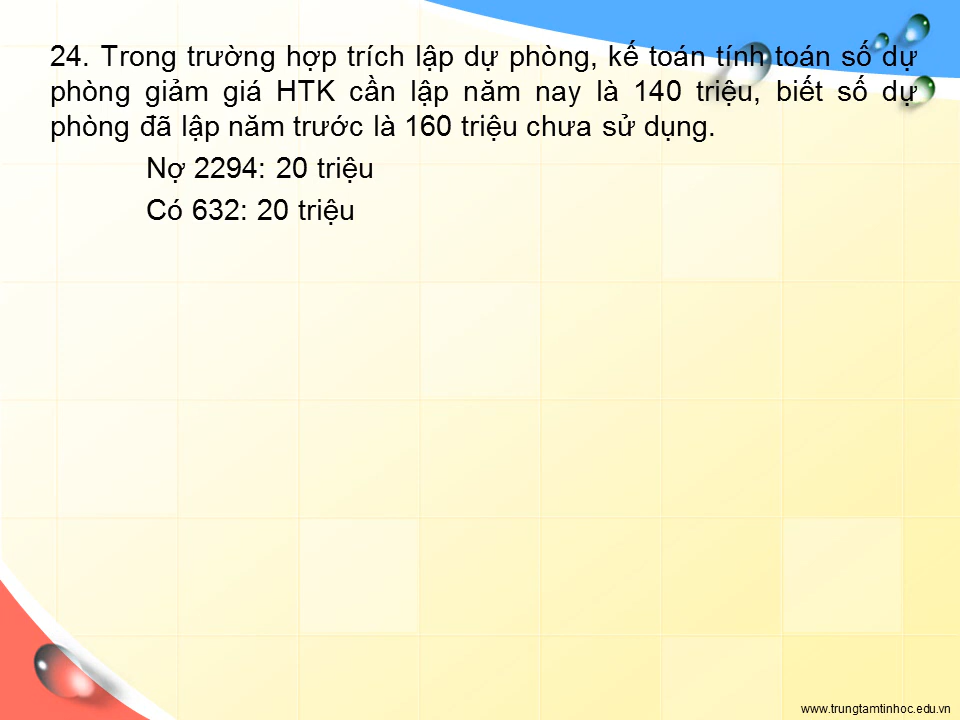 24. Trong trường hợp trích lập dự phòng, kế toán tính toán số dự
phòng giảm giá HTK cần lập năm nay là 140 triệu, biết số dự
phòng đã lập năm trước là 160 triệu chưa sử dụng.
Nợ 2294: 20 triệu
Có 632: 20 triệu
www.trungtamtinhoc.edu.vn